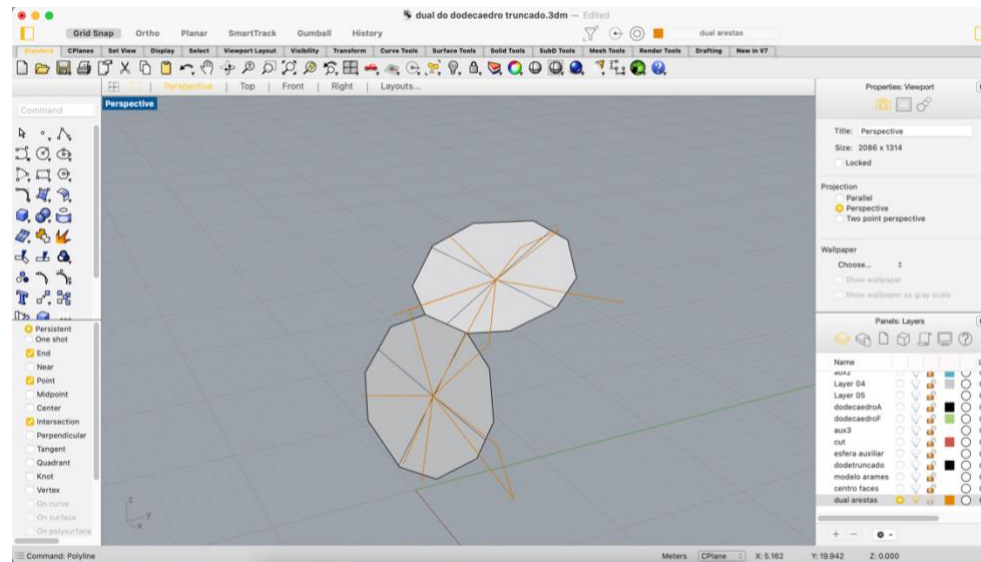 dual do dodecaedro truncado.3dm — Edited
Grid Snap Ortho Planar SmartTrack Gumball History dual arestas
Standard CPlanes Set View Display Select Viewport Layout Visibility Transform Curve Tools Surface Tools Solid Tools SubD Tools Mesh Tools Render Tools Drafting New in V7
Perspective Top Front Right Layouts...
Command
Perspective
Persistent
One shot
End
Near
Point
Midpoint
Center
Intersection
Perpendicular
Tangent
Quadrant
Knot
Vertex
On curve
On surface
On polysurface
z
y
x
Properties: Viewport
Title: Perspective
Size: 2086 x 1314
Locked
Projection
Parallel
Perspective
Two point perspective
Wallpaper
Choose...
Show wallpaper
Show wallpaper as gray scale
Panels: Layers
Name
aux2
Layer 04
Layer 05
dodecaedroA
dodecaedroF
aux3
cut
esfera auxiliar
dodetruncado
modelo arames
centro faces
dual arestas
Command: Polyline Meters CPlane X: 5.162 Y: 19.942 Z: 0.000